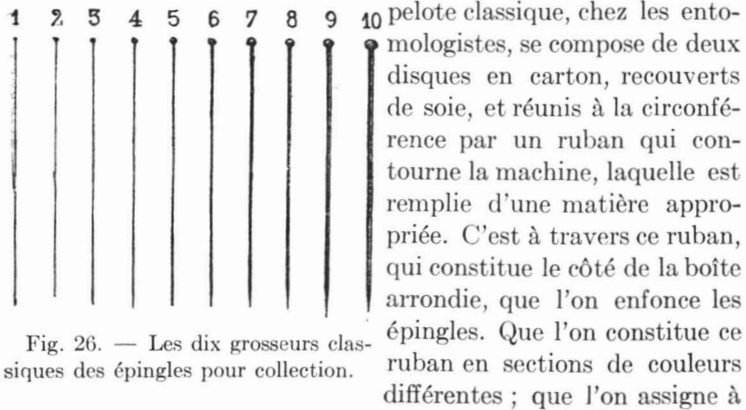 1 2 3 4 5 6 7 8 9 10
Fig. 26. — Les dix grosseurs clas-
siques des épingles pour collection.
pelote classique, chez les ento-
mologistes, se compose de deux
disques en carton, recouverts
de soie, et réunis à la circonfé-
rence par un ruban qui con-
tourne la machine, laquelle est
remplie d'une matière appro-
priée. C'est à travers ce ruban,
qui constitue le côté de la boîte
arrondie, que l'on enfonce les
épingles. Que l'on constitue ce
ruban en sections de couleurs
différentes ; que l'on assigne à